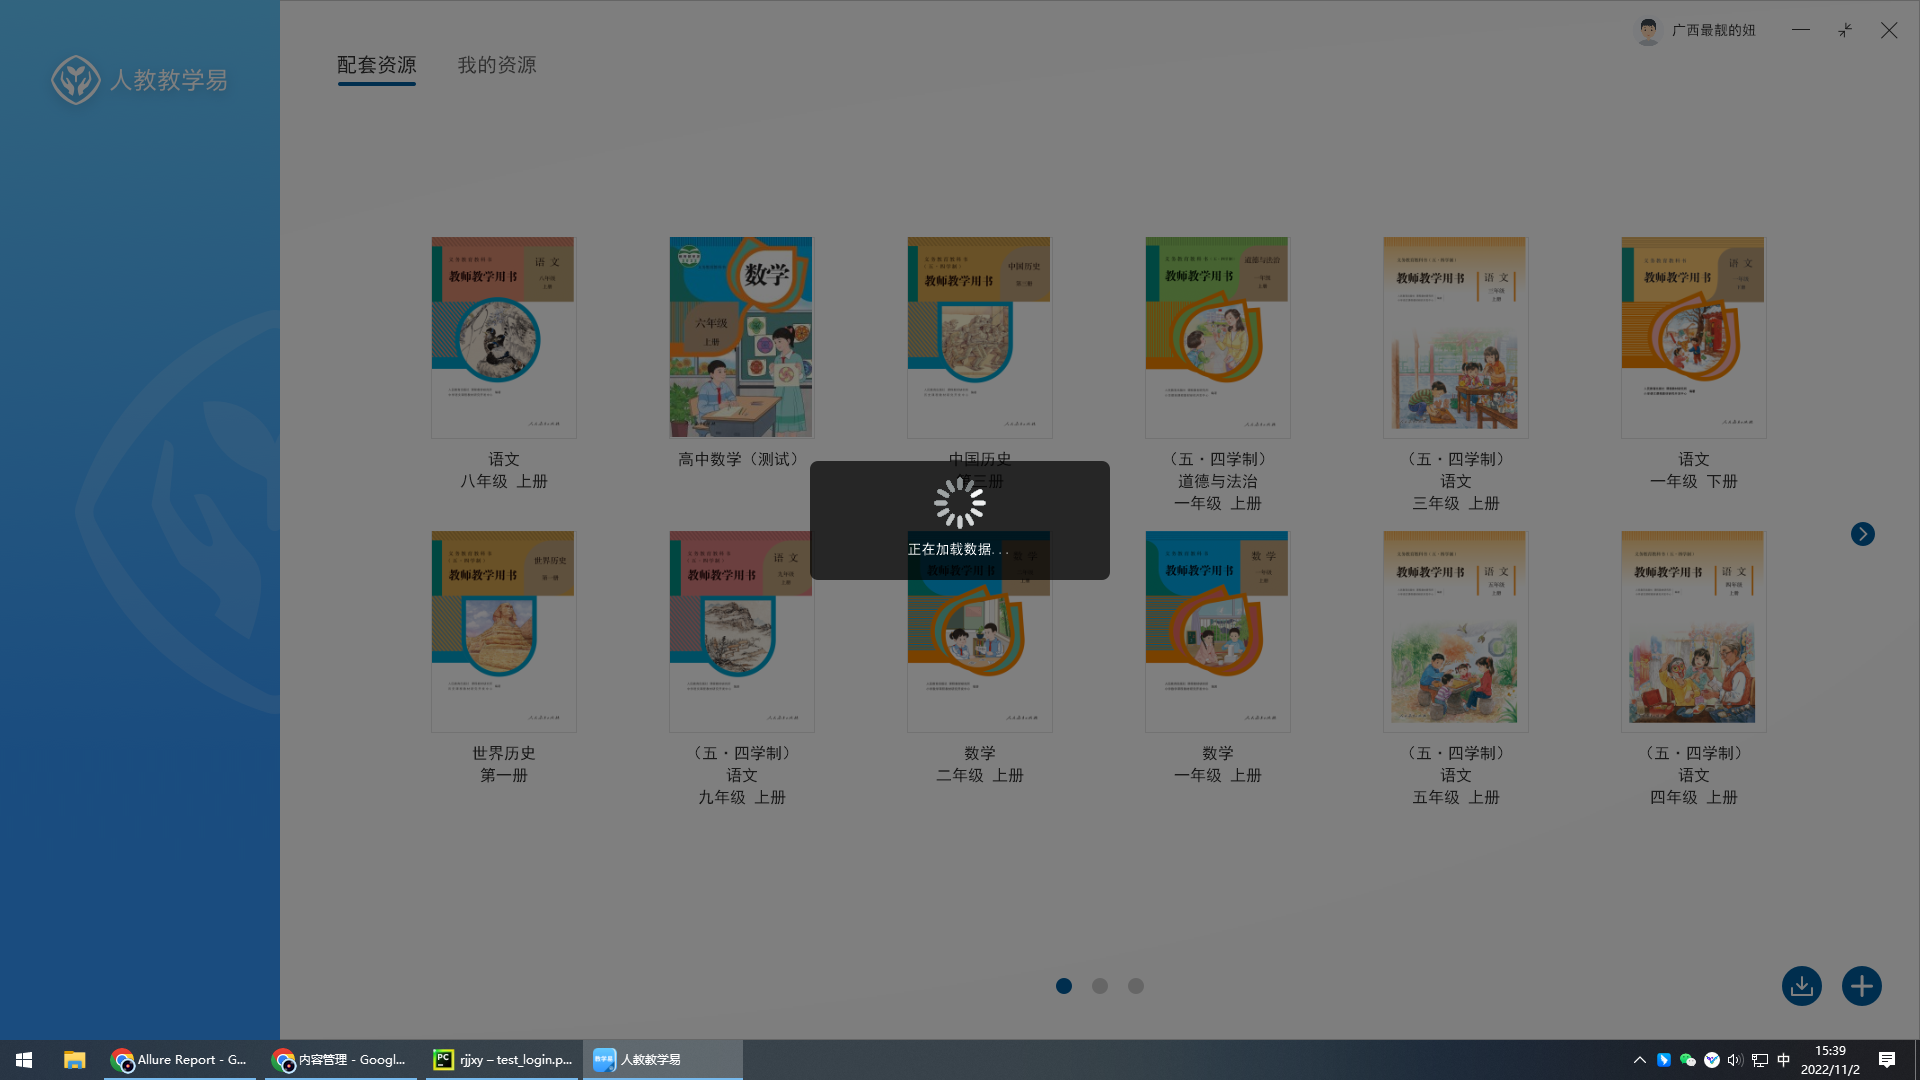 人教教学易
配套资源
我的资源
广西最靓的妞
教师教学用书
语文
八年级
上册
语文
八年级 上册
数学
六年级
上册
高中数学（测试）
教师教学用书
中国历史
第三册
中国历史
第三册
教师教学用书
道德与法治
一年级
上册
（五·四学制）
道德与法治
一年级 上册
教师教学用书
语文
三年级
上册
（五·四学制）
语文
三年级 上册
教师教学用书
语文
语文
一年级 下册
正在加载数据...
教师教学用书
世界历史
第一册
世界历史
第一册
教师教学用书
语文
九年级
上册
（五·四学制）
语文
九年级 上册
教师教学用书
数学
数学
二年级 上册
教师教学用书
数学
一年级
上册
数学
一年级 上册
教师教学用书
语文
五年级
上册
（五·四学制）
语文
五年级 上册
教师教学用书
语文
四年级
上册
（五·四学制）
语文
四年级 上册
Allure Report - G...
内容管理 - Googl...
PC
rjjxy – test_login.p...
教学易
人教教学易
中
15:39
2022/11/2